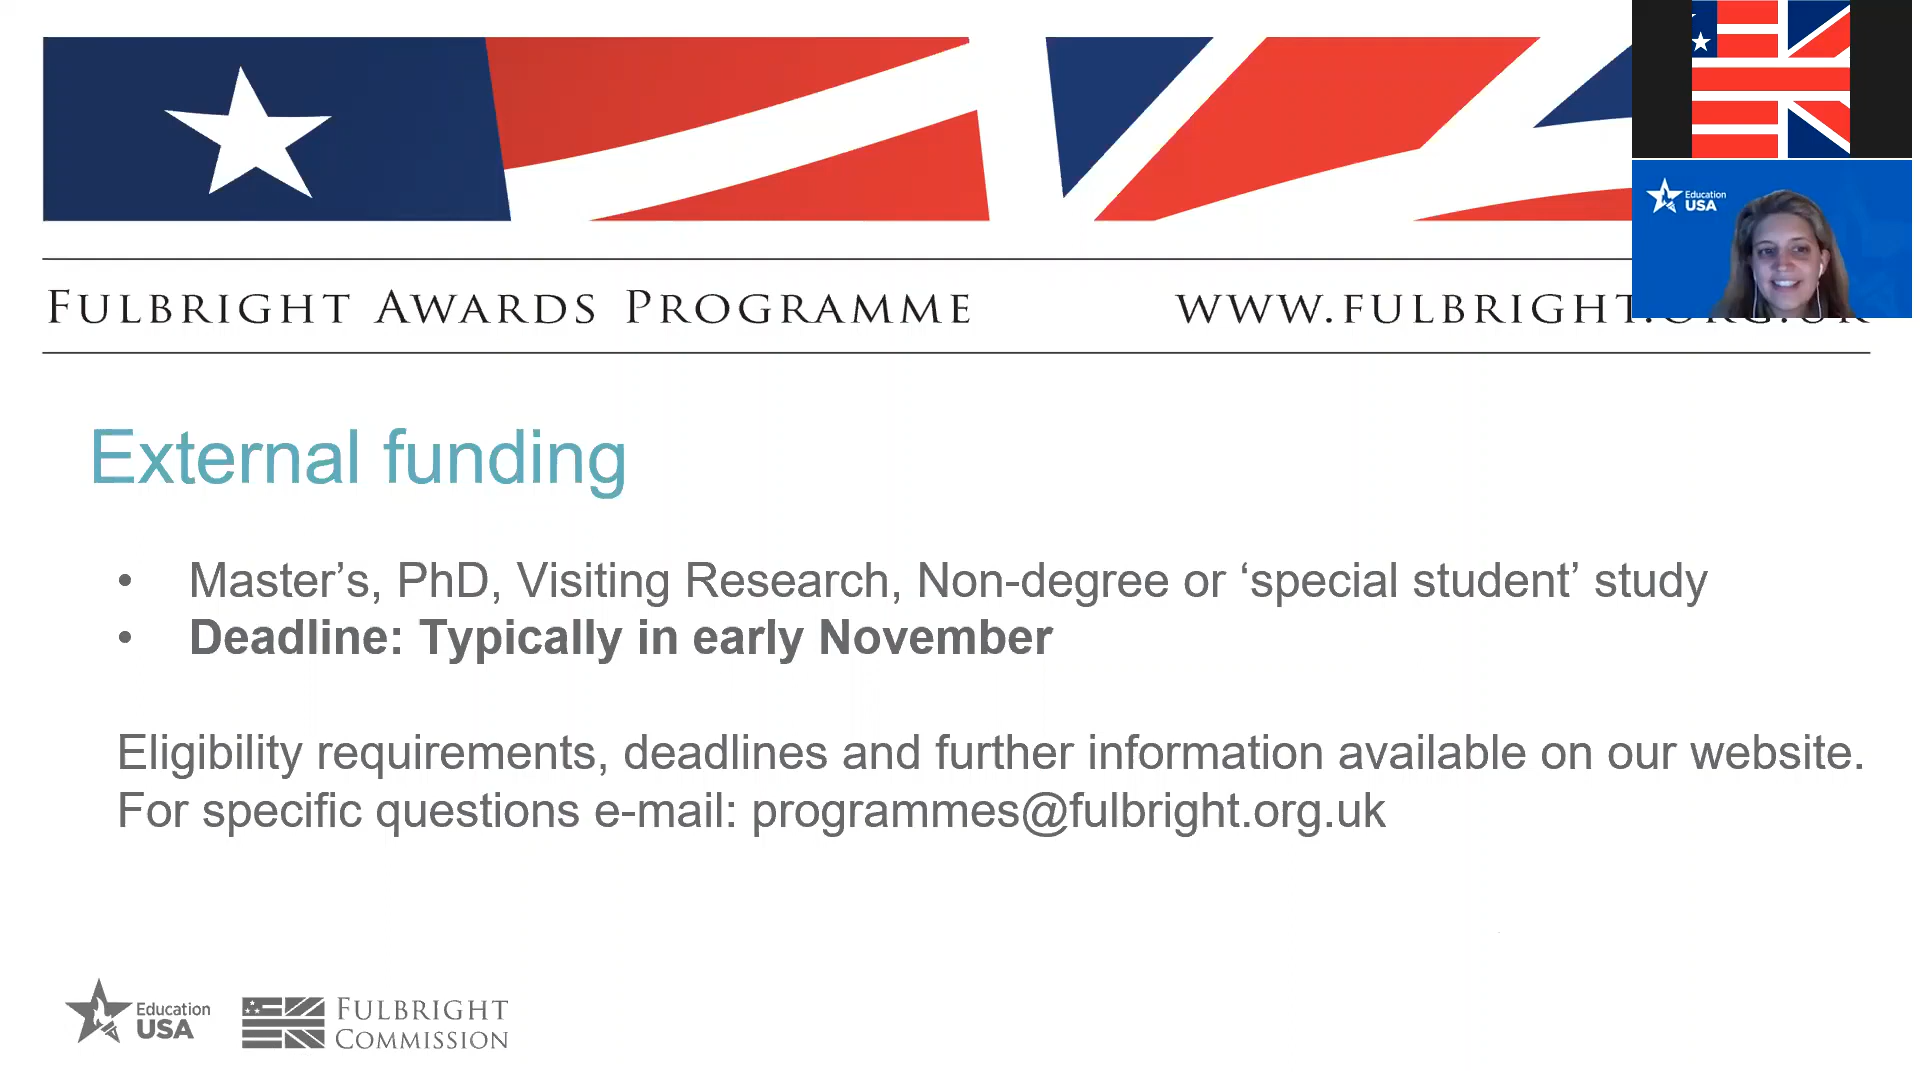 Education
USA
FULBRIGHT AWARDS PROGRAMME
WWW.FULBRIGHT.ORG.UK
External funding
• Master’s, PhD, Visiting Research, Non-degree or ‘special student’ study
• Deadline: Typically in early November
Eligibility requirements, deadlines and further information available on our website.
For specific questions e-mail: programmes@fulbright.org.uk
Education
USA
FULBRIGHT
COMMISSION